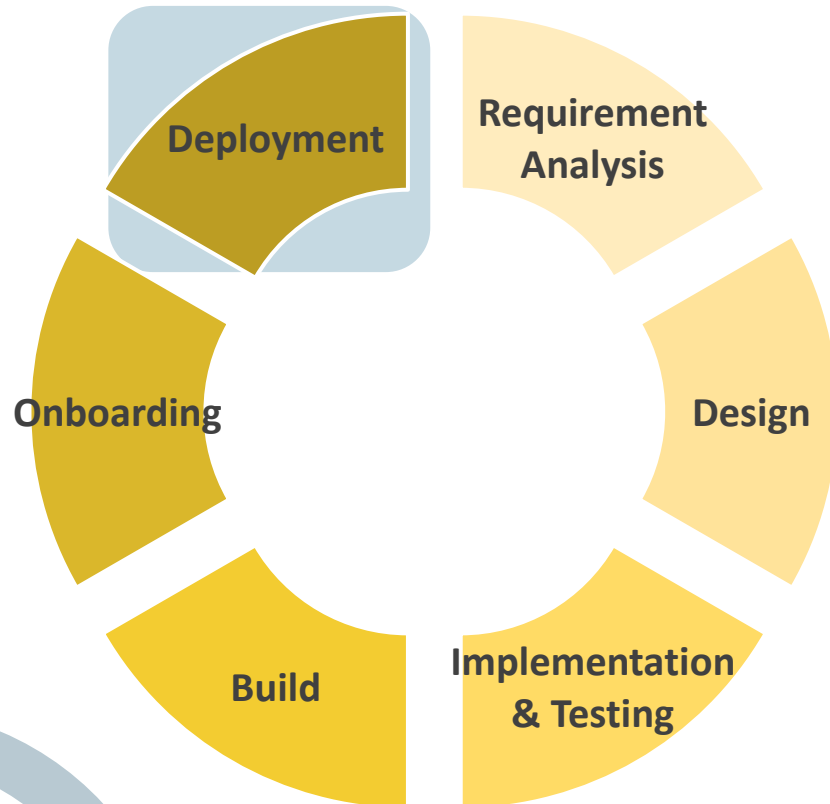 Deployment
Requirement
Analysis
Onboarding
Design
Build
Implementation
& Testing